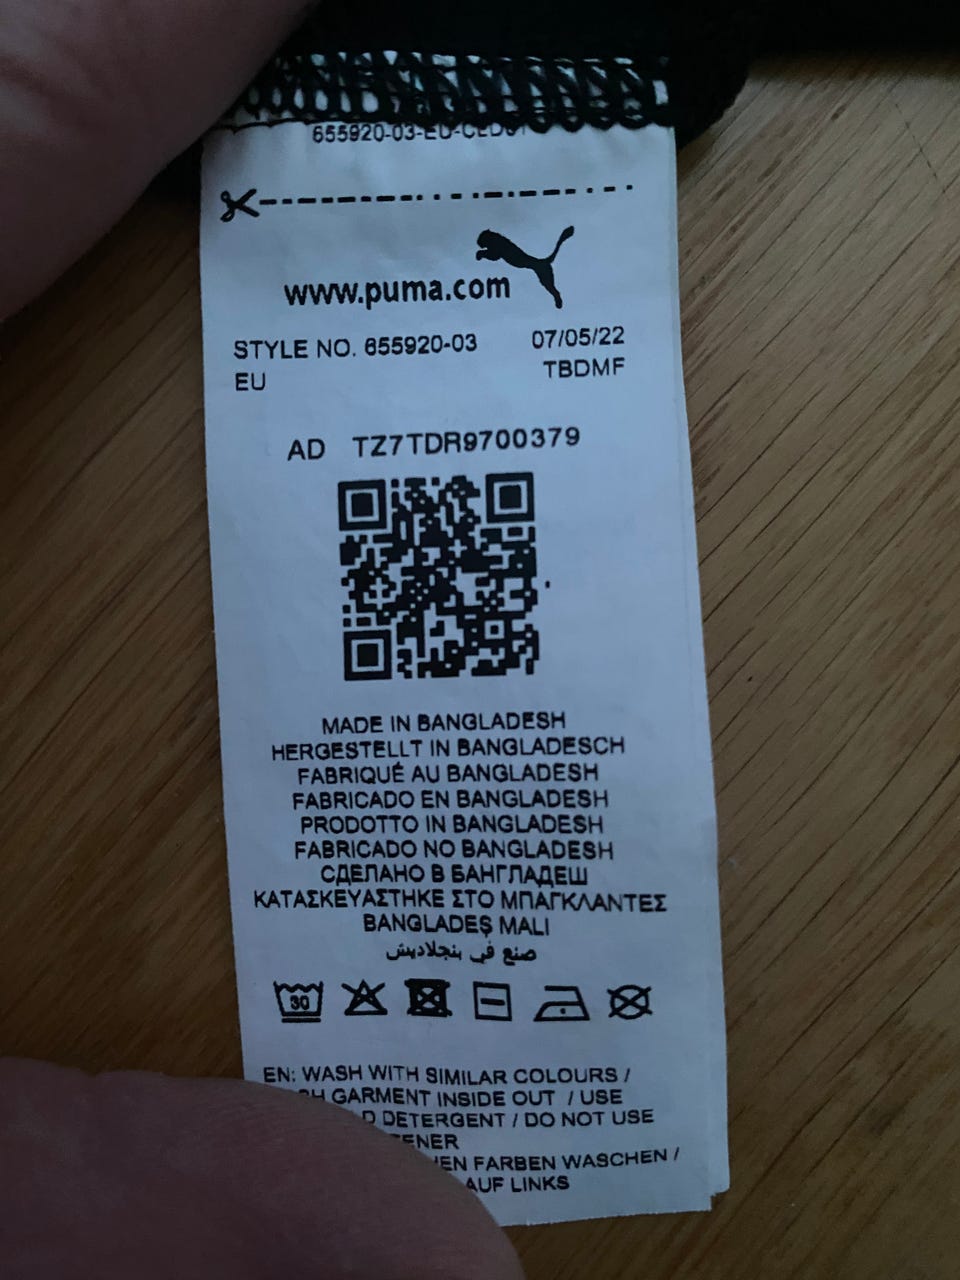 655920-03-EU-CLD01
www.puma.com
STYLE NO. 655920-03 07/05/22
EU TBDMF
AD TZ7TDR9700379
MADE IN BANGLADESH
HERGESTELLT IN BANGLADESCH
FABRIQUÉ AU BANGLADESH
FABRICADO EN BANGLADESH
PRODOTTO IN BANGLADESH
FABRICADO NO BANGLADESH
СДЕЛАНО В БАНГЛАДЕШ
ΚΑΤΑΣΚΕΥΑΣΤΗΚΕ ΣΤΟ ΜΠΑΓΚΛΑΝΤΕΣ
BANGLADEŞ MALI
صنع في بنجلاديش
30
EN: WASH WITH SIMILAR COLOURS /
GARMENT INSIDE OUT / USE
DETERGENT / DO NOT USE
FARBEN WASCHEN /
AUF LINKS